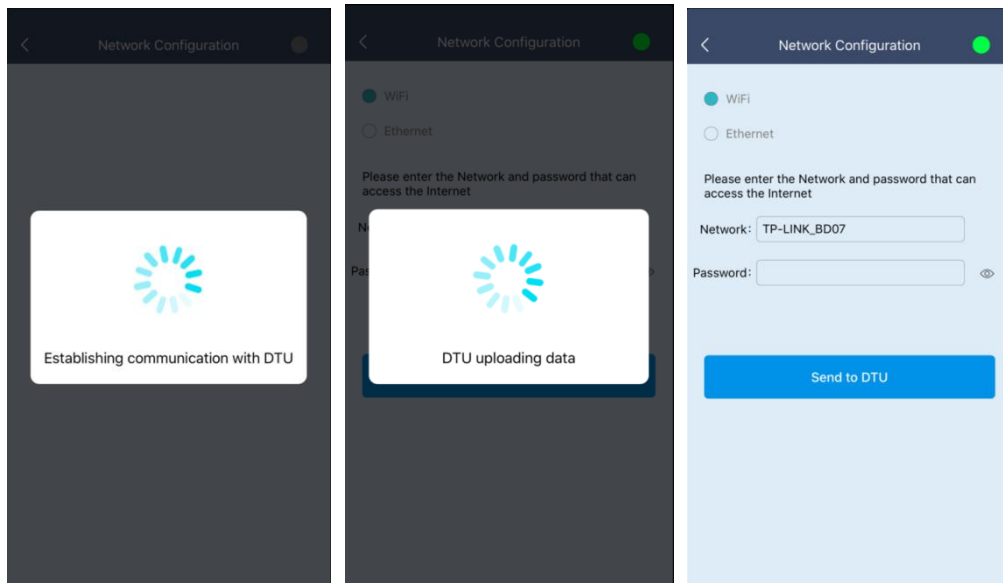 Network Configuration
Establishing communication with DTU
Network Configuration
WiFi
Ethernet
Please enter the Network and password that can
access the Internet
N
Pas
DTU uploading data
Network Configuration
WiFi
Ethernet
Please enter the Network and password that can
access the Internet
Network: TP-LINK_BD07
Password:
Send to DTU